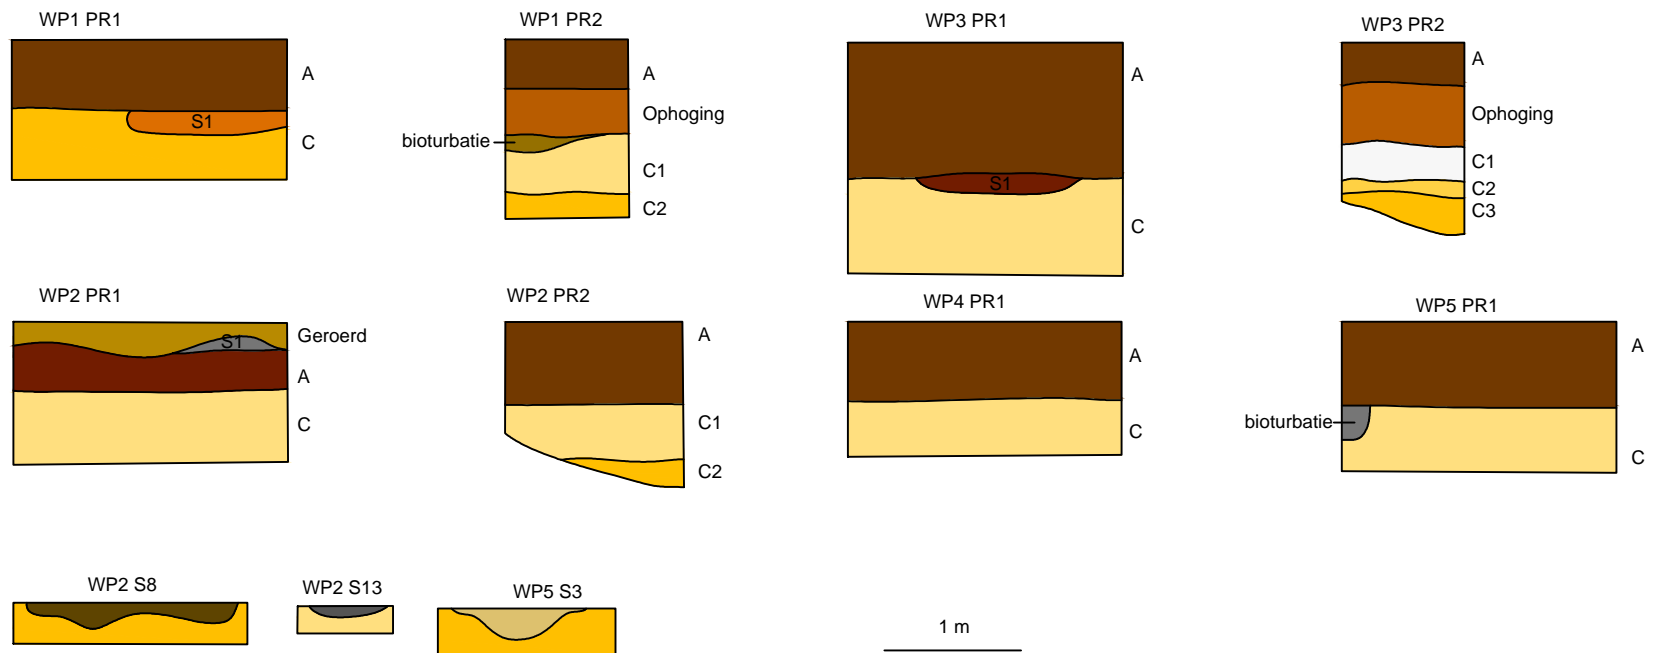 WP1 PR1
A
S1
C
WP1 PR2
A
Ophoging
bioturbatie
C1
C2
WP3 PR1
A
S1
C
WP3 PR2
A
Ophoging
C1
C2
C3
WP2 PR1
Geroerd
S1
A
C
WP2 PR2
A
C1
C2
WP4 PR1
A
C
WP5 PR1
A
bioturbatie
C
WP2 S8
WP2 S13
WP5 S3
1 m